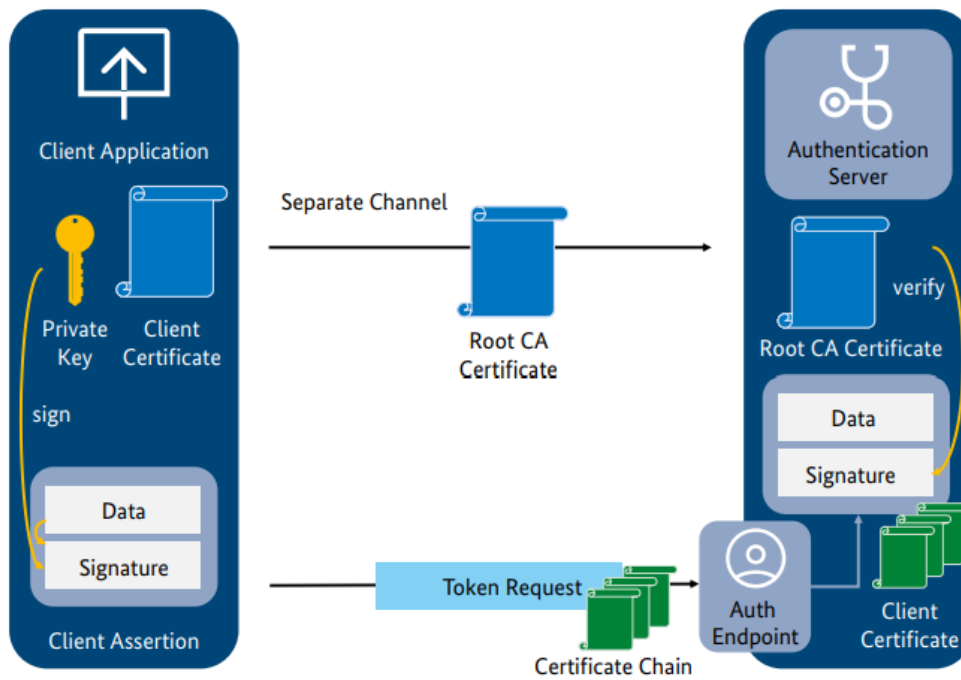 Client Application
Private
Key
Client
Certificate
sign
Data
Signature
Client Assertion
Separate Channel
Root CA
Certificate
Token Request
Certificate Chain
Authentication
Server
verify
Root CA Certificate
Data
Signature
Auth
Endpoint
Client
Certificate